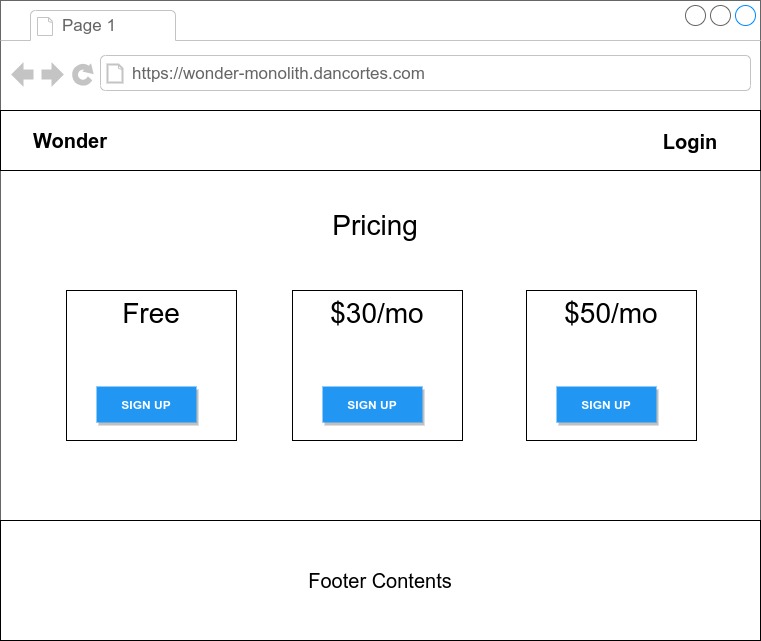 Page 1
https://wonder-monolith.dancortes.com
Wonder
Login
Pricing
Free
$30/mo
$50/mo
SIGN UP
SIGN UP
SIGN UP
Footer Contents